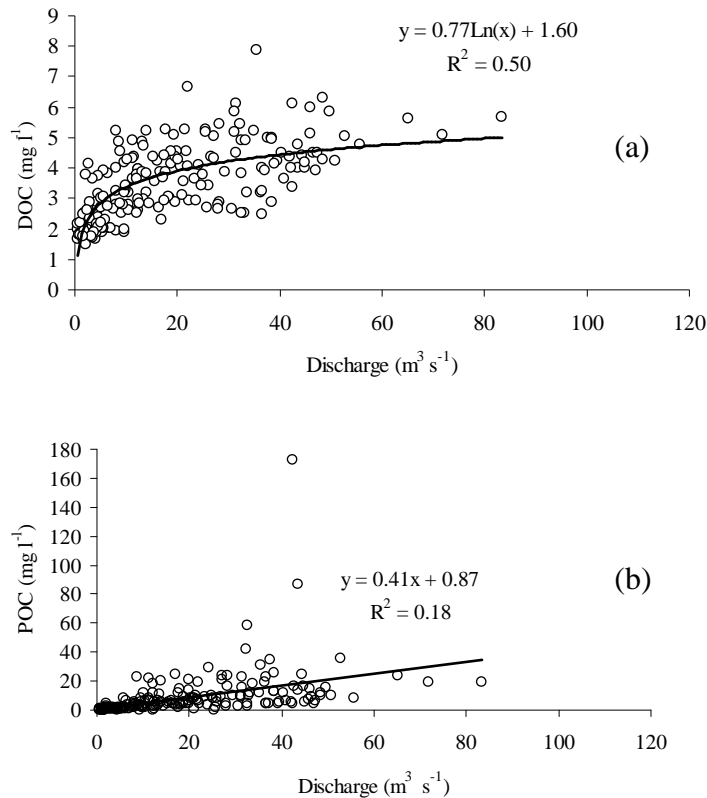 9
8
7
6
5
4
3
2
1
0
DOC (mg l⁻¹)
y = 0.77Ln(x) + 1.60
R² = 0.50
(a)
0 20 40 60 80 100 120
Discharge (m³ s⁻¹)
180
160
140
120
100
80
60
40
20
0
POC (mg l⁻¹)
y = 0.41x + 0.87
R² = 0.18
(b)
0 20 40 60 80 100 120
Discharge (m³ s⁻¹)